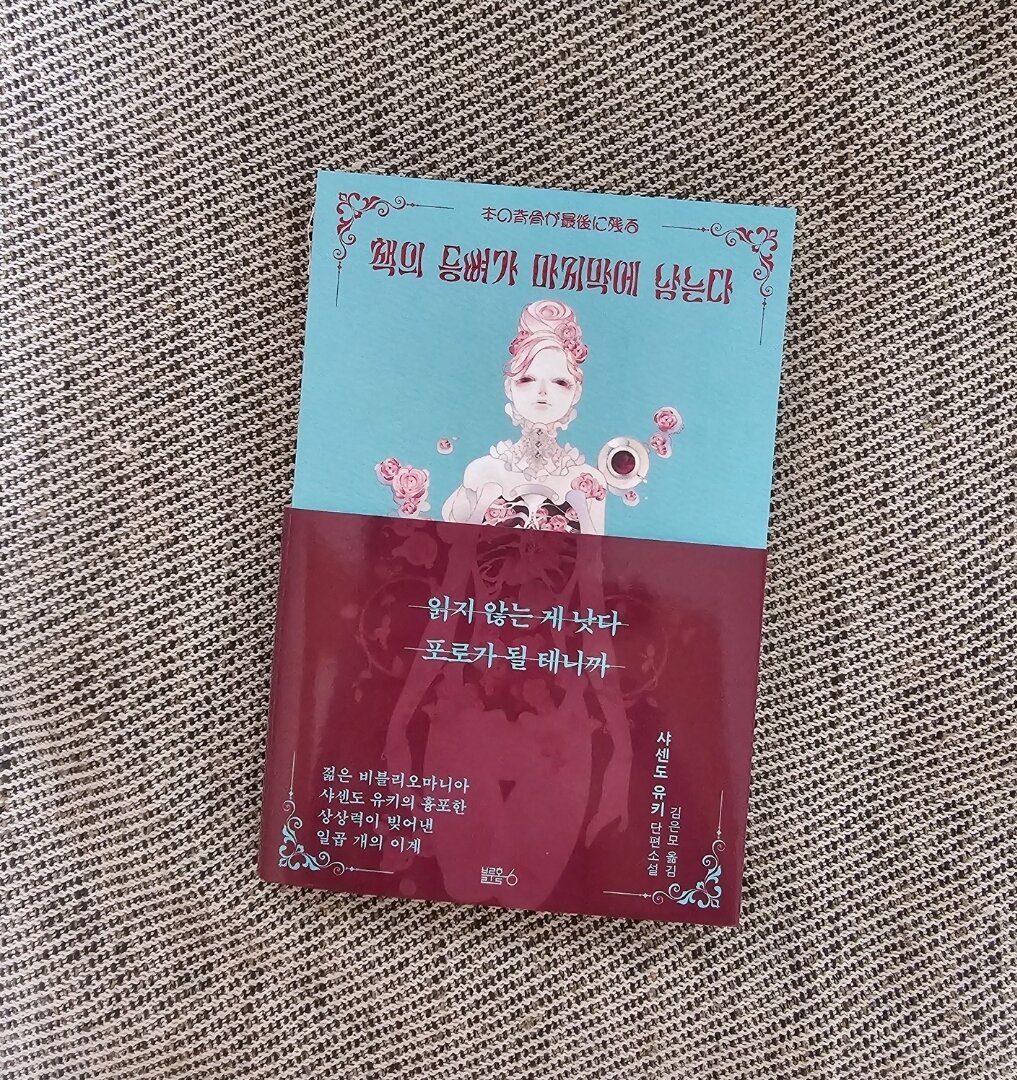 本の背骨が最後に残る
책의 등뼈가 마지막에 남는다
읽지 않는 게 낫다
포로가 될 테니까
젊은 비블리오마니아
샤센도 유키의 흉포한
상상력이 빚어낸
일곱 개의 이계
샤센도 유키 단편소설
김은모 옮김
블루홀6